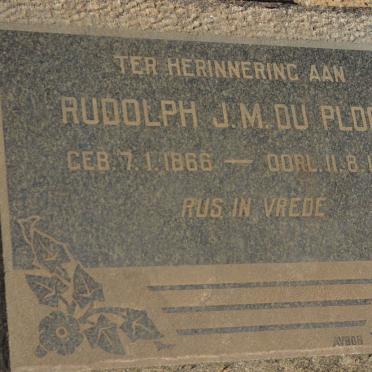 TER HERINNERING AAN
RUDOLPH J.M. DU
GEB. 7.1.1866 — OORL. 11.8.
RUS IN VREDE